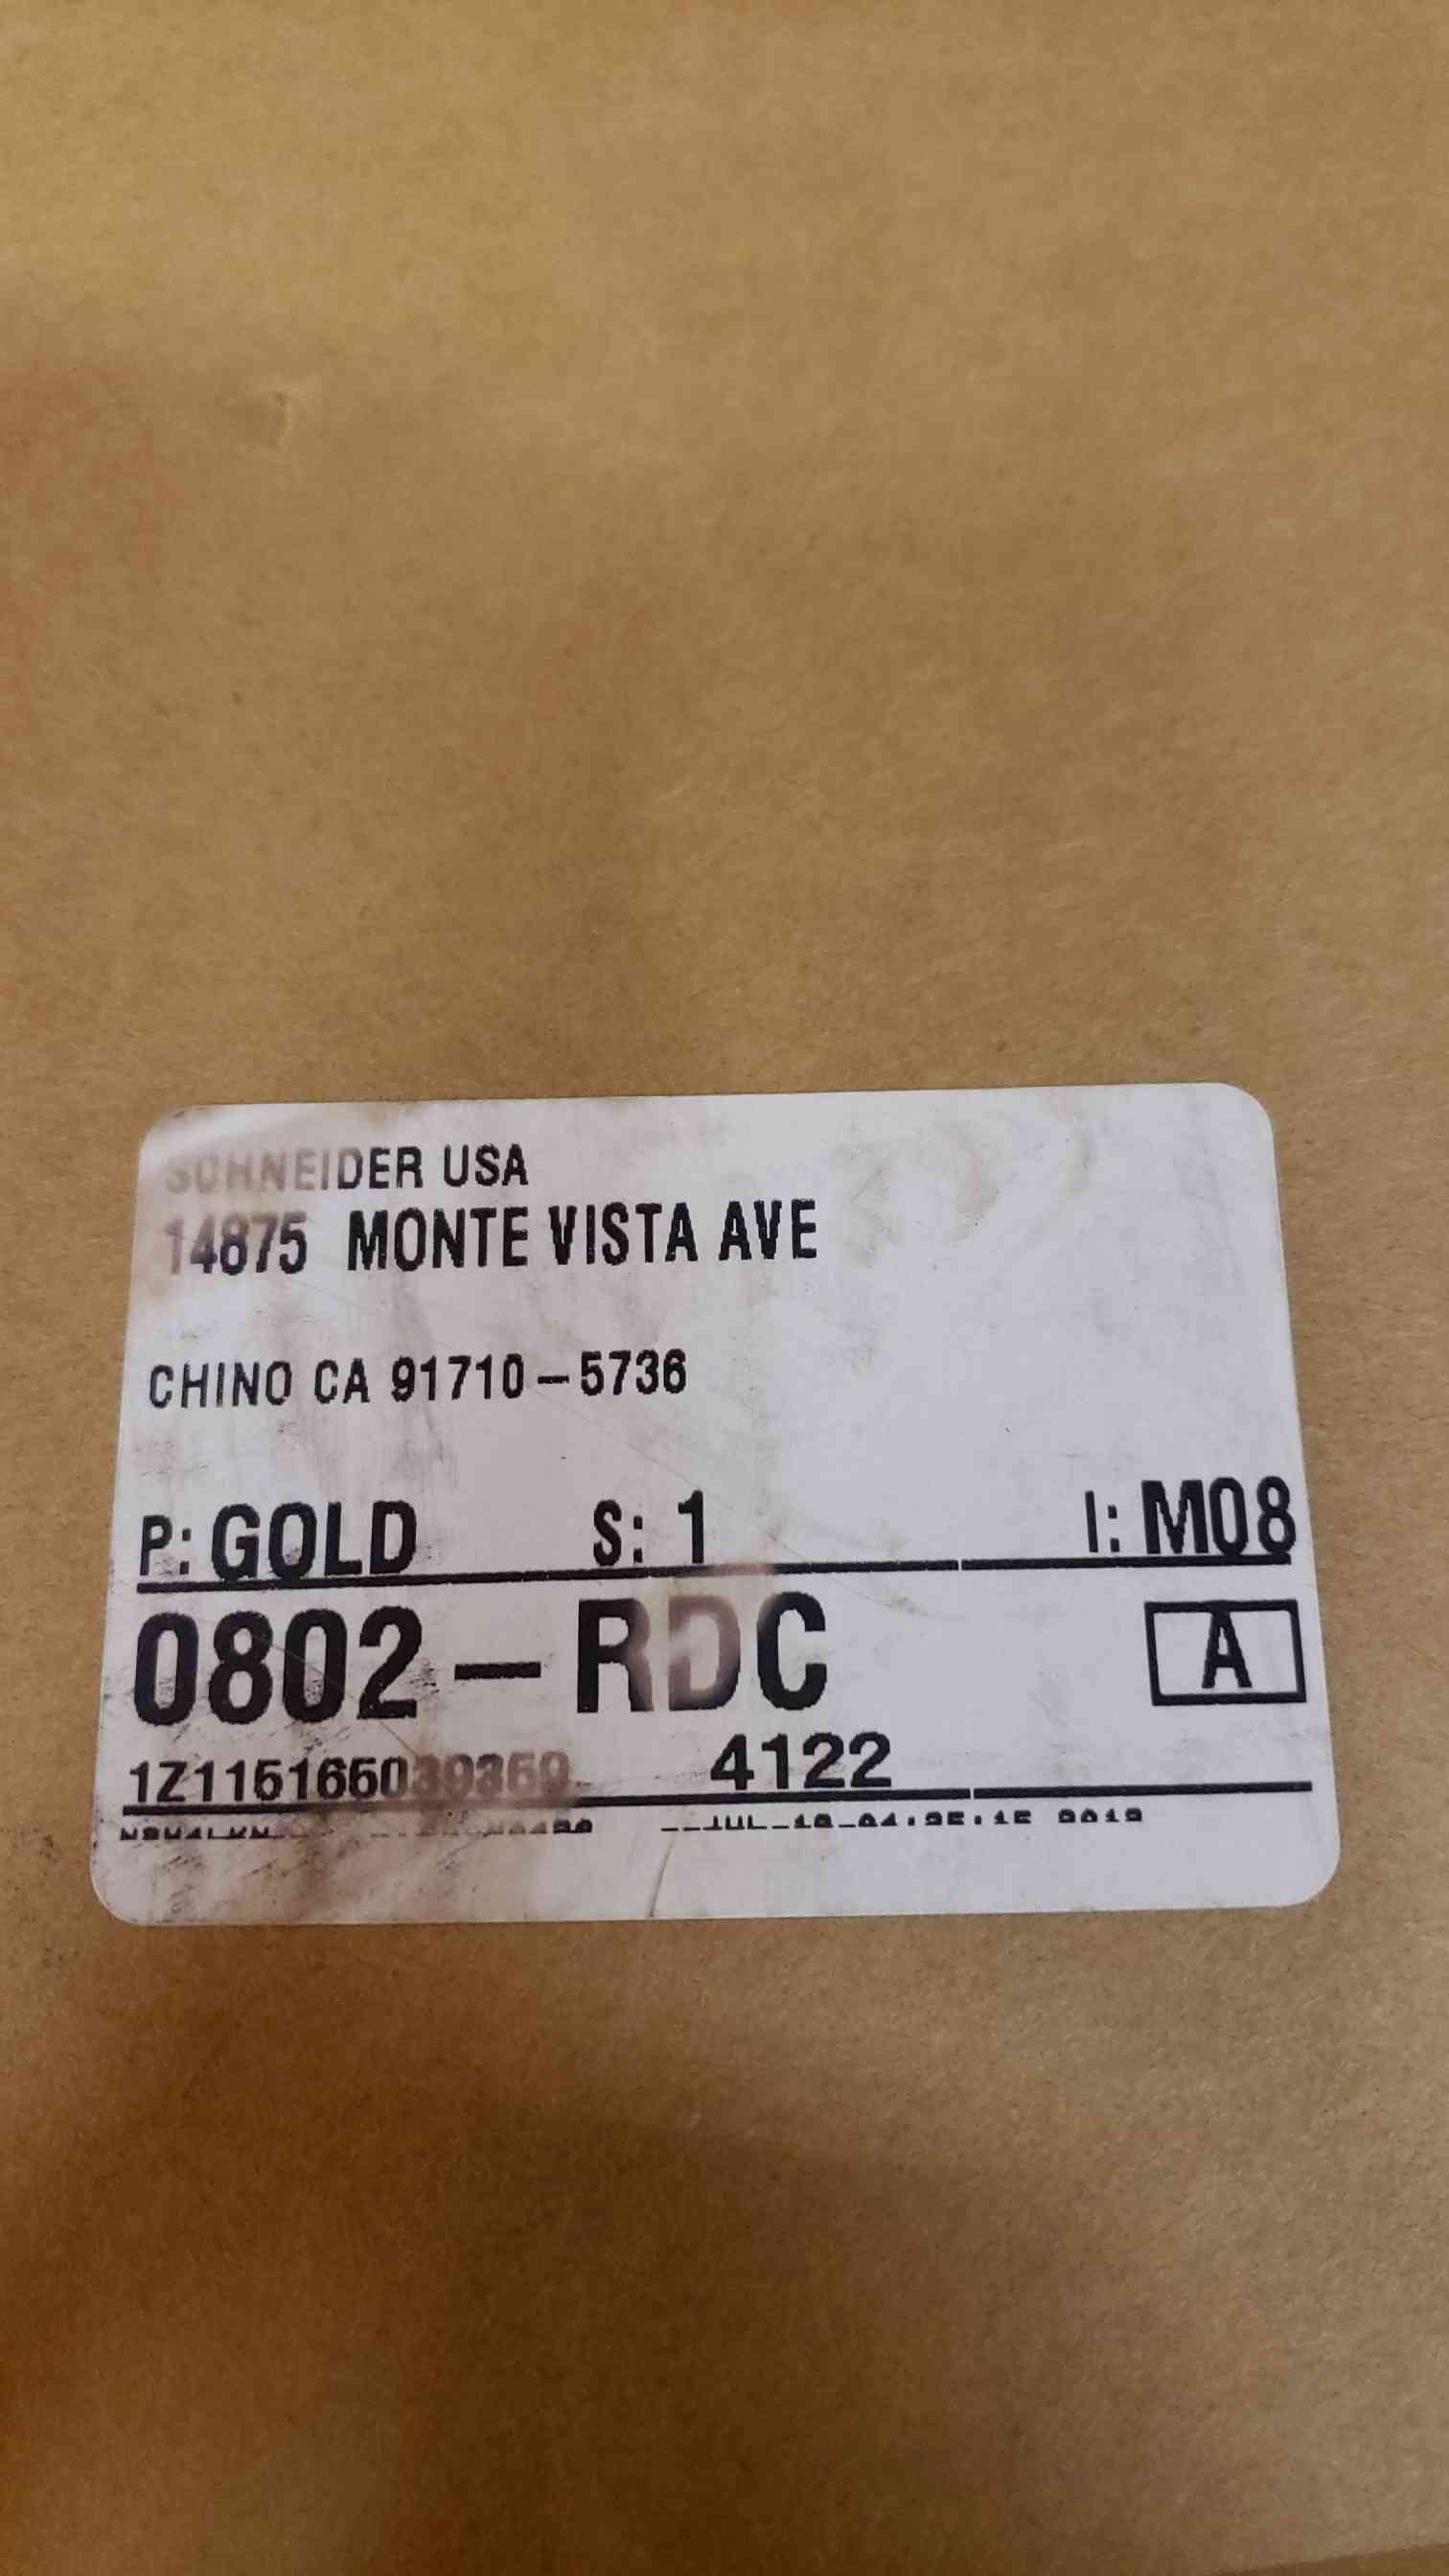 SCHNEIDER USA
14875 MONTE VISTA AVE
CHINO CA 91710-5736
P: GOLD S: 1 I: M08
0802-RDC A
4122